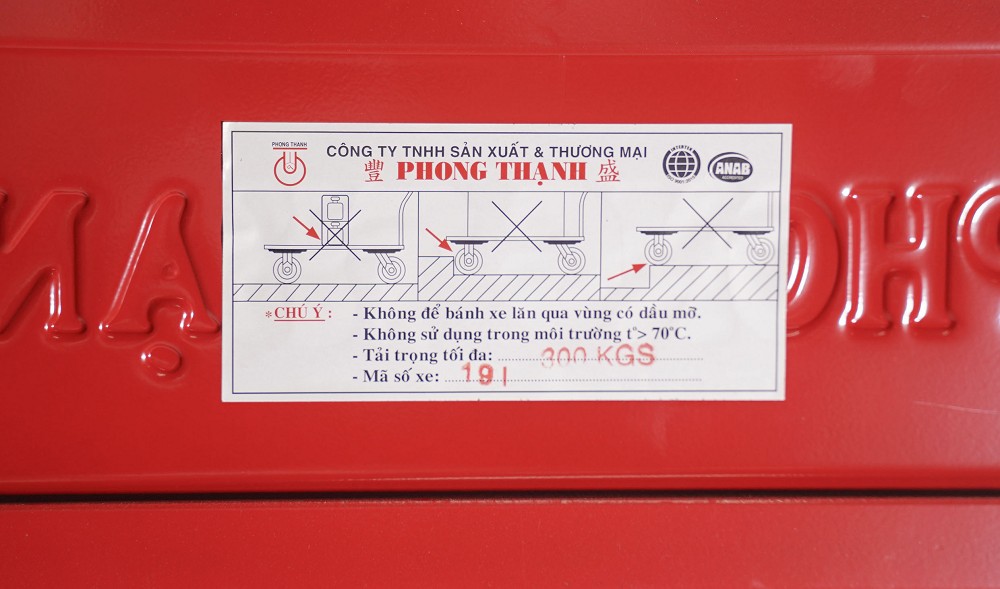 PHONG THẠNH
CÔNG TY TNHH SẢN XUẤT & THƯƠNG MẠI
豐 PHONG THẠNH 盛
ANAB
* CHÚ Ý :
- Không để bánh xe lăn qua vùng có dầu mỡ.
- Không sử dụng trong môi trường t°> 70°C.
- Tải trọng tối đa: 300 KGS
- Mã số xe: 191